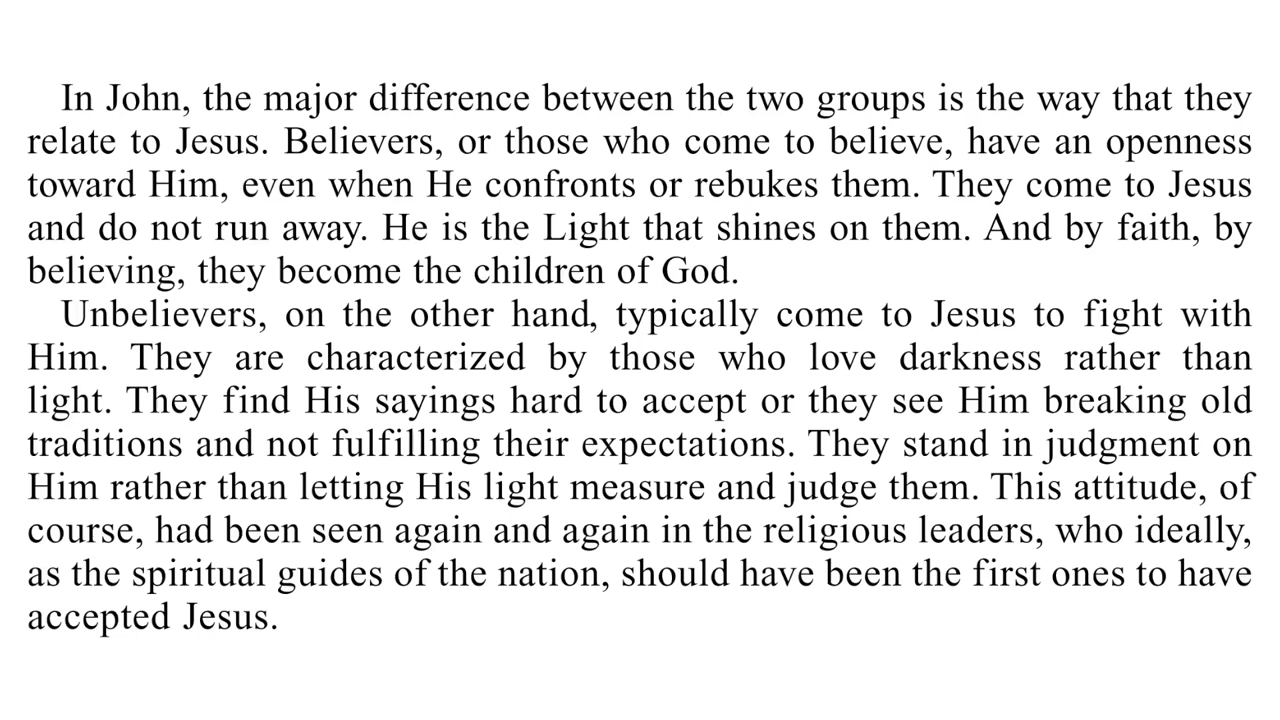 In John, the major difference between the two groups is the way that they
relate to Jesus. Believers, or those who come to believe, have an openness
toward Him, even when He confronts or rebukes them. They come to Jesus
and do not run away. He is the Light that shines on them. And by faith, by
believing, they become the children of God.
Unbelievers, on the other hand, typically come to Jesus to fight with
Him. They are characterized by those who love darkness rather than
light. They find His sayings hard to accept or they see Him breaking old
traditions and not fulfilling their expectations. They stand in judgment on
Him rather than letting His light measure and judge them. This attitude, of
course, had been seen again and again in the religious leaders, who ideally,
as the spiritual guides of the nation, should have been the first ones to have
accepted Jesus.